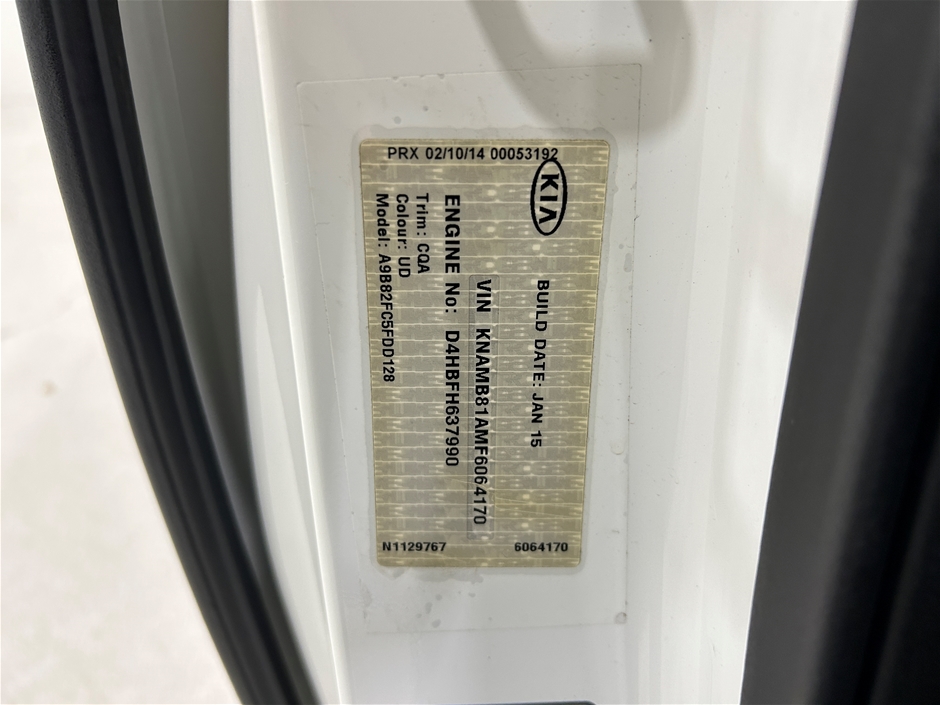 PRX 02/10/14 00053192
KIA
BUILD DATE: JAN 15
VIN KNAMB81AMF6064170
ENGINE No: D4HBFH637990
Trim: CQA
Colour: UD
Model: A9B82FC5FDD128
N1129767
6064170